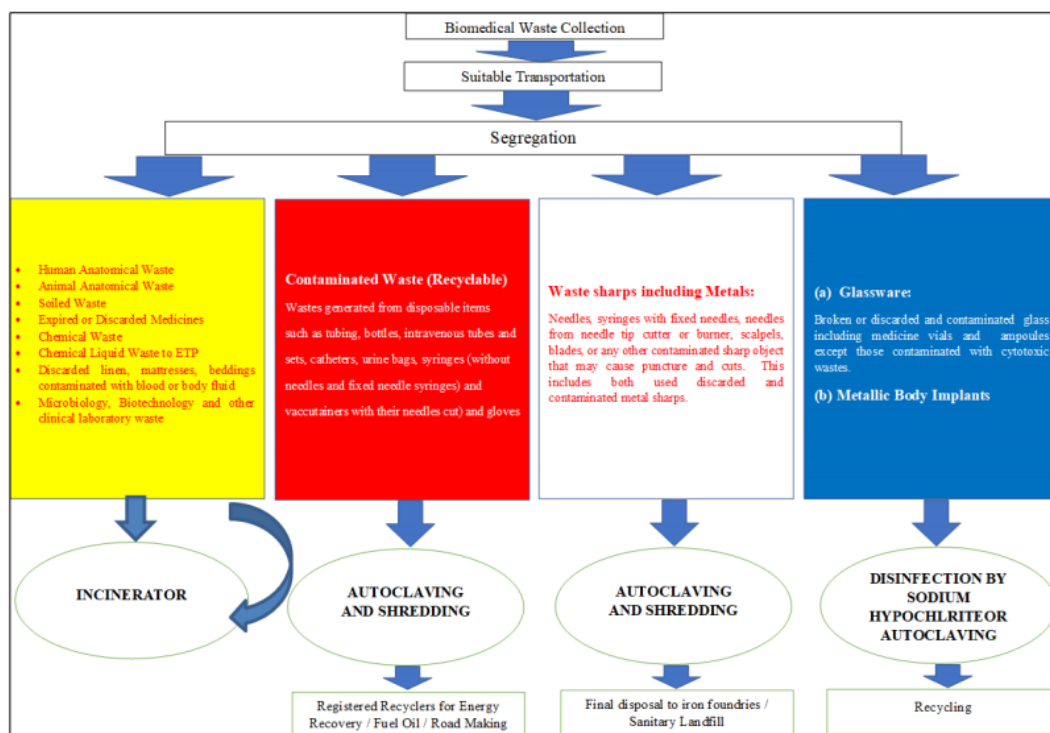 Biomedical Waste Collection
Suitable Transportation
Segregation
• Human Anatomical Waste
• Animal Anatomical Waste
• Soiled Waste
• Expired or Discarded Medicines
• Chemical Waste
• Chemical Liquid Waste to ETP
• Discarded linen, mattresses, beddings
contaminated with blood or body fluid
• Microbiology, Biotechnology and other
clinical laboratory waste
Contaminated Waste (Recyclable)
Wastes generated from disposable items
such as tubing, bottles, intravenous tubes and
sets, catheters, urine bags, syringes (without
needles and fixed needle syringes) and
vaccutainers with their needles cut) and gloves
Waste sharps including Metals:
Needles, syringes with fixed needles, needles
from needle tip cutter or burner, scalpels,
blades, or any other contaminated sharp object
that may cause puncture and cuts. This
includes both used discarded and
contaminated metal sharps.
(a) Glassware:
Broken or discarded and contaminated glass
including medicine vials and ampoules
except those contaminated with cytotoxic
wastes.
(b) Metallic Body Implants
INCINERATOR
AUTOCLAVING
AND SHREDDING
AUTOCLAVING
AND SHREDDING
DISINFECTION BY
SODIUM
HYPOCHLRITEOR
AUTOCLAVING
Registered Recyclers for Energy
Recovery / Fuel Oil / Road Making
Final disposal to iron foundries /
Sanitary Landfill
Recycling